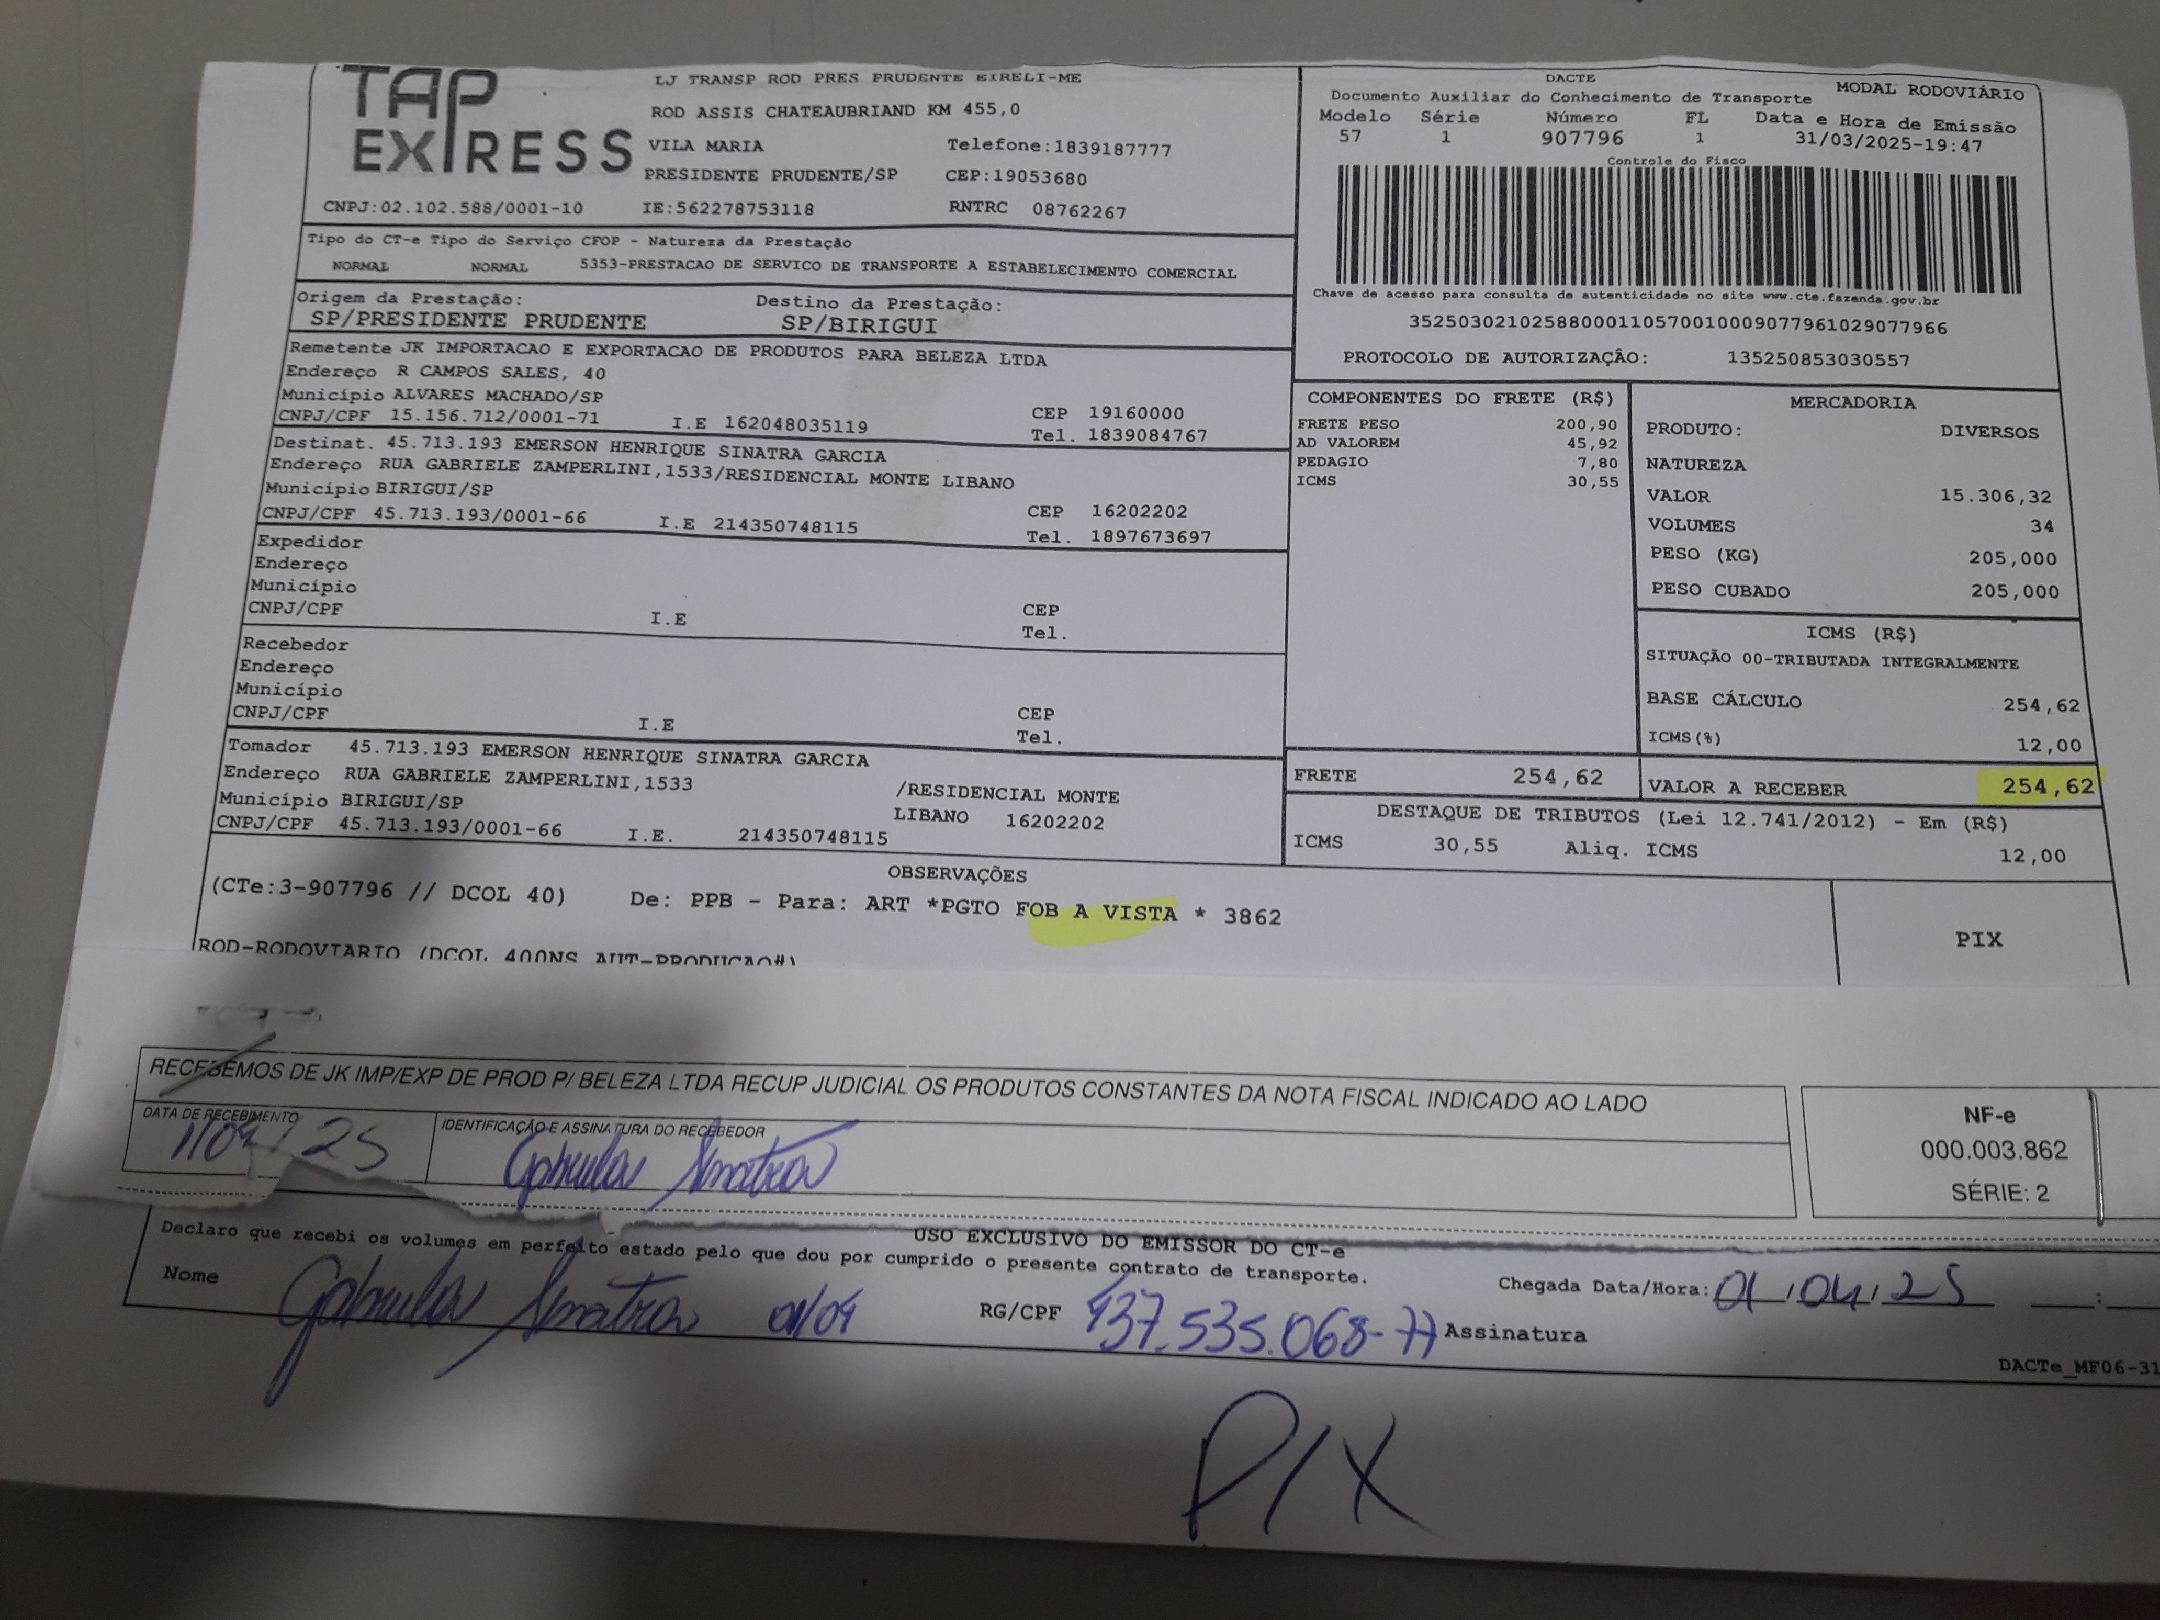 TAP EXPRESS
LJ TRANSP ROD PRES PRUDENTE EIRELI-ME
ROD ASSIS CHATEAUBRIAND KM 455,0
VILA MARIA Telefone:1839187777
PRESIDENTE PRUDENTE/SP CEP:19053680
CNPJ:02.102.588/0001-10 IE:562278753118 RNTRC 08762267
DACTE MODAL RODOVIÁRIO
Documento Auxiliar do Conhecimento de Transporte
Modelo Série Número FL Data e Hora de Emissão
57 1 907796 1 31/03/2025-19:47
Controle do Fisco
Chave de acesso para consulta de autenticidade no site www.cte.fazenda.gov.br
35250302102588000110570010009077961029077966
PROTOCOLO DE AUTORIZAÇÃO: 135250853030557
Tipo do CT-e Tipo do Serviço CFOP - Natureza da Prestação
NORMAL NORMAL 5353-PRESTACAO DE SERVICO DE TRANSPORTE A ESTABELECIMENTO COMERCIAL
Origem da Prestação: Destino da Prestação:
SP/PRESIDENTE PRUDENTE SP/BIRIGUI
Remetente JK IMPORTACAO E EXPORTACAO DE PRODUTOS PARA BELEZA LTDA
Endereço R CAMPOS SALES, 40
Município ALVARES MACHADO/SP CEP 19160000
CNPJ/CPF 15.156.712/0001-71 I.E 162048035119 Tel. 1839084767
Destinat. 45.713.193 EMERSON HENRIQUE SINATRA GARCIA
Endereço RUA GABRIELE ZAMPERLINI,1533/RESIDENCIAL MONTE LIBANO
Município BIRIGUI/SP CEP 16202202
CNPJ/CPF 45.713.193/0001-66 I.E 214350748115 Tel. 1897673697
Expedidor
Endereço
Município CEP
CNPJ/CPF I.E Tel.
Recebedor
Endereço
Município CEP
CNPJ/CPF I.E Tel.
Tomador 45.713.193 EMERSON HENRIQUE SINATRA GARCIA
Endereço RUA GABRIELE ZAMPERLINI,1533 /RESIDENCIAL MONTE
Município BIRIGUI/SP LIBANO 16202202
CNPJ/CPF 45.713.193/0001-66 I.E. 214350748115
COMPONENTES DO FRETE (R$)
FRETE PESO 200,90
AD VALOREM 45,92
PEDAGIO 7,80
ICMS 30,55
MERCADORIA
PRODUTO: DIVERSOS
NATUREZA
VALOR 15.306,32
VOLUMES 34
PESO (KG) 205,000
PESO CUBADO 205,000
ICMS (R$)
SITUAÇÃO 00-TRIBUTADA INTEGRALMENTE
BASE CÁLCULO 254,62
ICMS(%) 12,00
FRETE 254,62 VALOR A RECEBER 254,62
DESTAQUE DE TRIBUTOS (Lei 12.741/2012) - Em (R$)
ICMS 30,55 Aliq. ICMS 12,00
OBSERVAÇÕES
(CTe:3-907796 // DCOL 40) De: PPB - Para: ART *PGTO FOB A VISTA * 3862
ROD-RODOVIARIO (DCOL 400NS AUT-PRODUCAO#)
PIX
RECEBEMOS DE JK IMP/EXP DE PROD P/ BELEZA LTDA RECUP JUDICIAL OS PRODUTOS CONSTANTES DA NOTA FISCAL INDICADO AO LADO
DATA DE RECEBIMENTO IDENTIFICAÇÃO E ASSINATURA DO RECEBEDOR
1/04/25 Gabriela Sinatra
NF-e
000.003.862
SÉRIE: 2
USO EXCLUSIVO DO EMISSOR DO CT-e
Declaro que recebi os volumes em perfeito estado pelo que dou por cumprido o presente contrato de transporte.
Nome Gabriela Sinatra 01/04 RG/CPF 437.535.068-77 Assinatura
Chegada Data/Hora: 01/04/25 :
DACTe_MF06-31
PIX